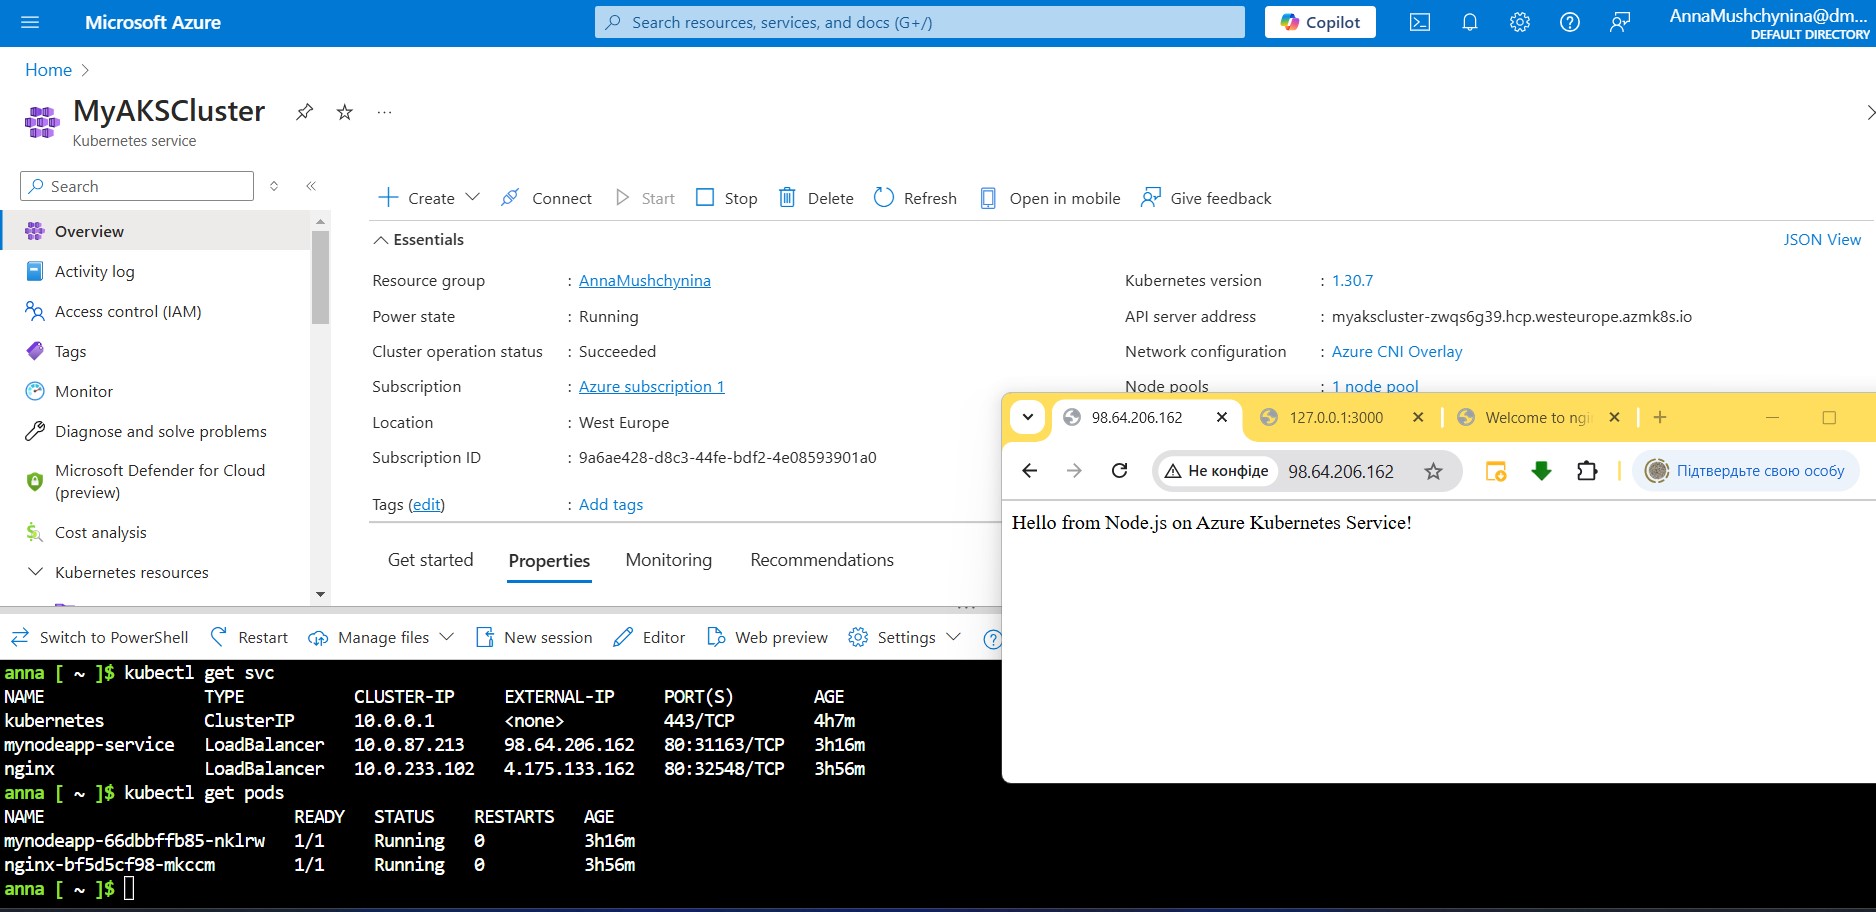 Microsoft Azure
Search resources, services, and docs (G+/)
Copilot
AnnaMushchynina@dm...
DEFAULT DIRECTORY
Home
MyAKSCluster
Kubernetes service
Search
Create
Connect
Start
Stop
Delete
Refresh
Open in mobile
Give feedback
Overview
Activity log
Access control (IAM)
Tags
Monitor
Diagnose and solve problems
Microsoft Defender for Cloud
(preview)
Cost analysis
Kubernetes resources
Essentials
JSON View
Resource group : AnnaMushchynina
Power state : Running
Cluster operation status : Succeeded
Subscription : Azure subscription 1
Location : West Europe
Subscription ID : 9a6ae428-d8c3-44fe-bdf2-4e08593901a0
Tags (edit) : Add tags
Kubernetes version : 1.30.7
API server address : myakscluster-zwqs6g39.hcp.westeurope.azmk8s.io
Network configuration : Azure CNI Overlay
Node pools : 1 node pool
Get started
Properties
Monitoring
Recommendations
98.64.206.162
127.0.0.1:3000
Welcome to ngi
Не конфіде
98.64.206.162
Підтвердьте свою особу
Hello from Node.js on Azure Kubernetes Service!
Switch to PowerShell
Restart
Manage files
New session
Editor
Web preview
Settings
anna [ ~ ]$ kubectl get svc
NAME TYPE CLUSTER-IP EXTERNAL-IP PORT(S) AGE
kubernetes ClusterIP 10.0.0.1 <none> 443/TCP 4h7m
mynodeapp-service LoadBalancer 10.0.87.213 98.64.206.162 80:31163/TCP 3h16m
nginx LoadBalancer 10.0.233.102 4.175.133.162 80:32548/TCP 3h56m
anna [ ~ ]$ kubectl get pods
NAME READY STATUS RESTARTS AGE
mynodeapp-66dbbffb85-nklrw 1/1 Running 0 3h16m
nginx-bf5d5cf98-mkccm 1/1 Running 0 3h56m
anna [ ~ ]$